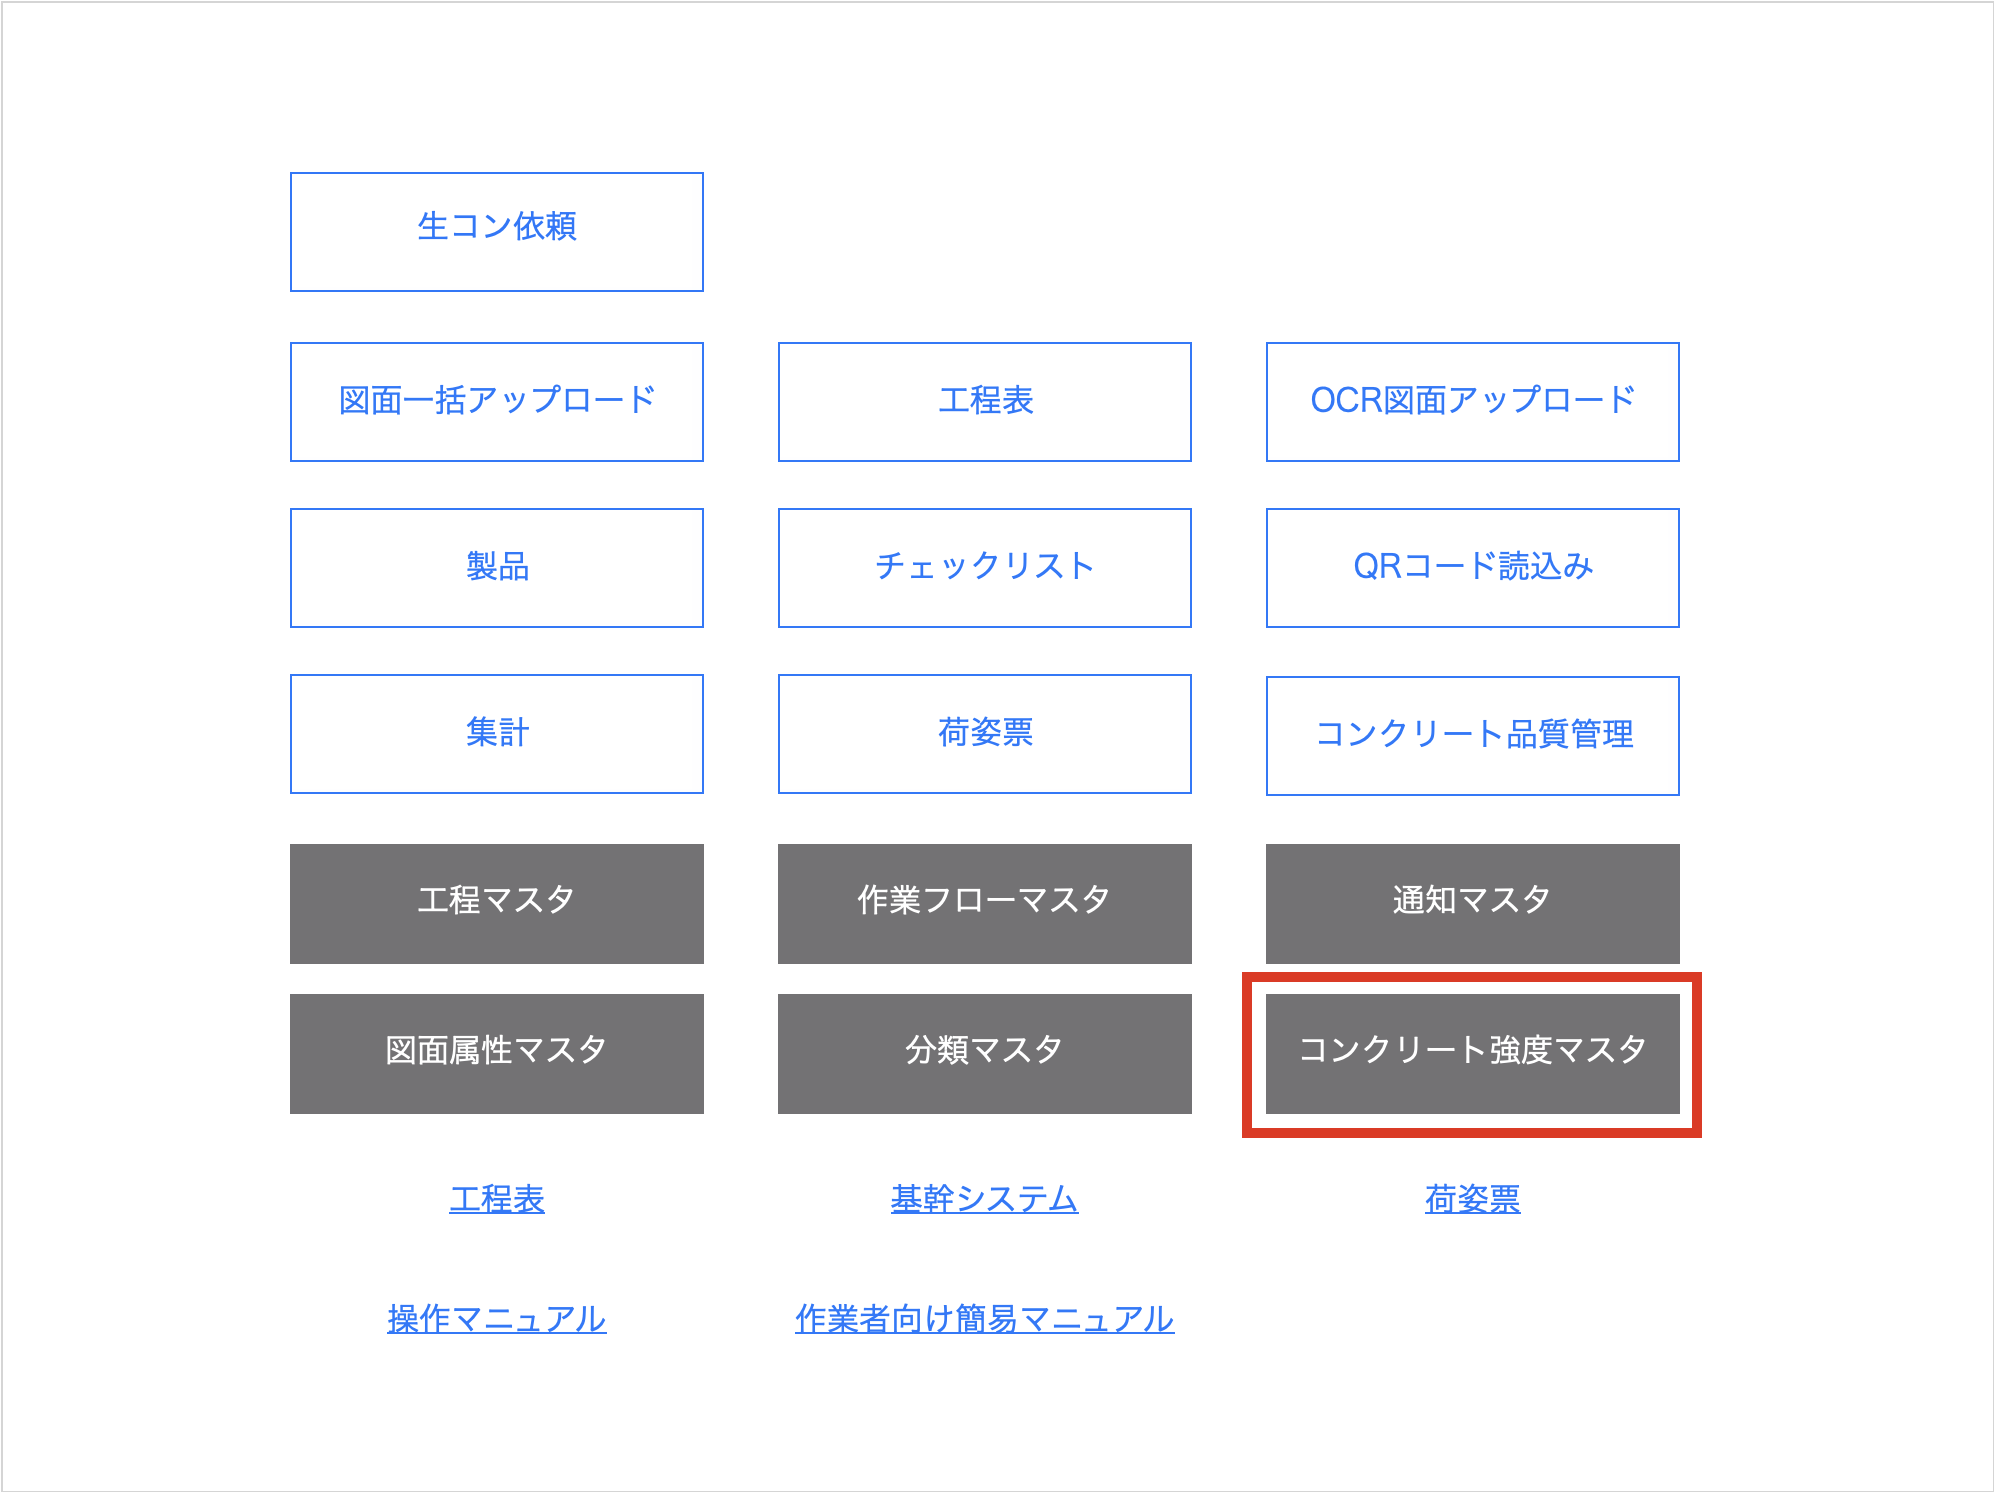 生コン依頼
図面一括アップロード
工程表
OCR図面アップロード
製品
チェックリスト
QRコード読込み
集計
荷姿票
コンクリート品質管理
工程マスタ
作業フローマスタ
通知マスタ
図面属性マスタ
分類マスタ
コンクリート強度マスタ
工程表
基幹システム
荷姿票
操作マニュアル
作業者向け簡易マニュアル